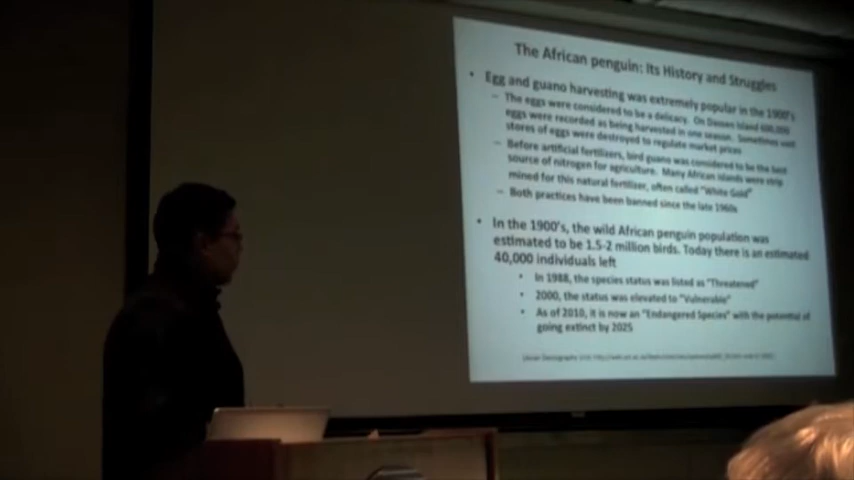 The African penguin: Its History and Struggles
• Egg and guano harvesting was extremely popular in the 1900's
– The eggs were considered to be a delicacy. On Dassen Island 600,000
eggs were recorded as being harvested in one season. Sometimes vast
stores of eggs were destroyed to regulate market prices
– Before artificial fertilizers, bird guano was considered to be the best
source of nitrogen for agriculture. Many African islands were strip
mined for this natural fertilizer, often called "White Gold"
– Both practices have been banned since the late 1960s
• In the 1900's, the wild African penguin population was
estimated to be 1.5-2 million birds. Today there is an estimated
40,000 individuals left
• In 1988, the species status was listed as "Threatened"
• 2000, the status was elevated to "Vulnerable"
• As of 2010, it is now an "Endangered Species" with the potential of
going extinct by 2025